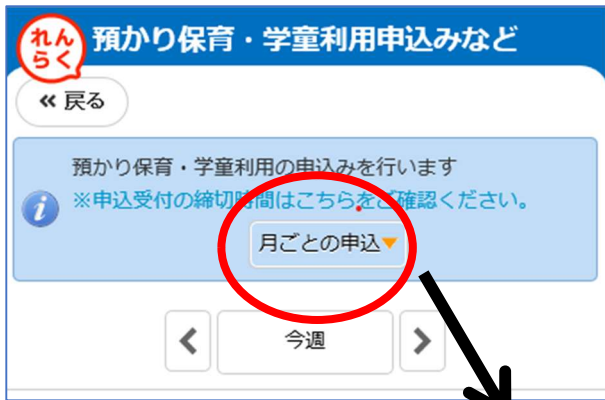 れん
らく
預かり保育・学童利用申込みなど
≪ 戻る
預かり保育・学童利用の申込みを行います
※申込受付の締切時間はこちらをご確認ください。
月ごとの申込▼
今週